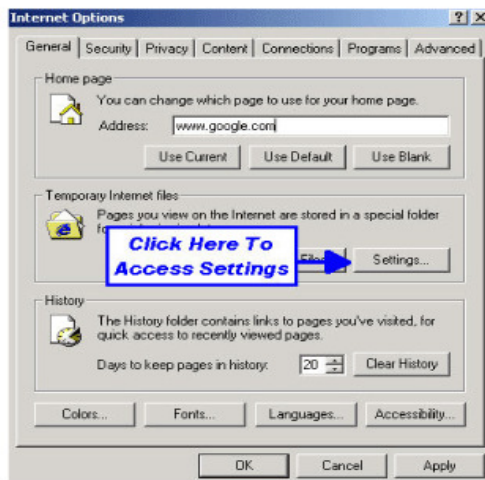 Internet Options
General Security Privacy Content Connections Programs Advanced
Home page
You can change which page to use for your home page.
Address: www.google.com
Use Current Use Default Use Blank
Temporary Internet files
Pages you view on the Internet are stored in a special folder
Click Here To
Access Settings
Settings...
History
The History folder contains links to pages you've visited, for
quick access to recently viewed pages.
Days to keep pages in history: 20 Clear History
Colors... Fonts... Languages... Accessibility...
OK Cancel Apply